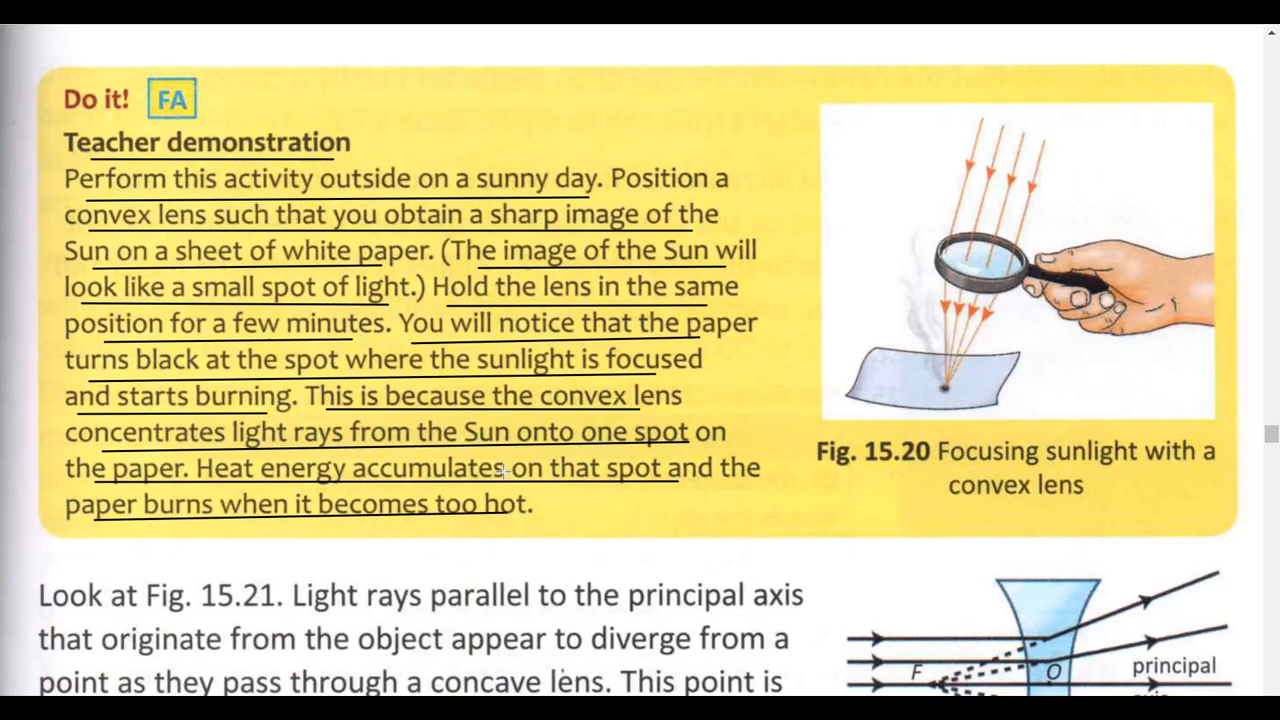 Do it! FA
Teacher demonstration
Perform this activity outside on a sunny day. Position a
convex lens such that you obtain a sharp image of the
Sun on a sheet of white paper. (The image of the Sun will
look like a small spot of light.) Hold the lens in the same
position for a few minutes. You will notice that the paper
turns black at the spot where the sunlight is focused
and starts burning. This is because the convex lens
concentrates light rays from the Sun onto one spot on
the paper. Heat energy accumulates on that spot and the
paper burns when it becomes too hot.
Fig. 15.20 Focusing sunlight with a
convex lens
Look at Fig. 15.21. Light rays parallel to the principal axis
that originate from the object appear to diverge from a
point as they pass through a concave lens. This point is
F
O
principal